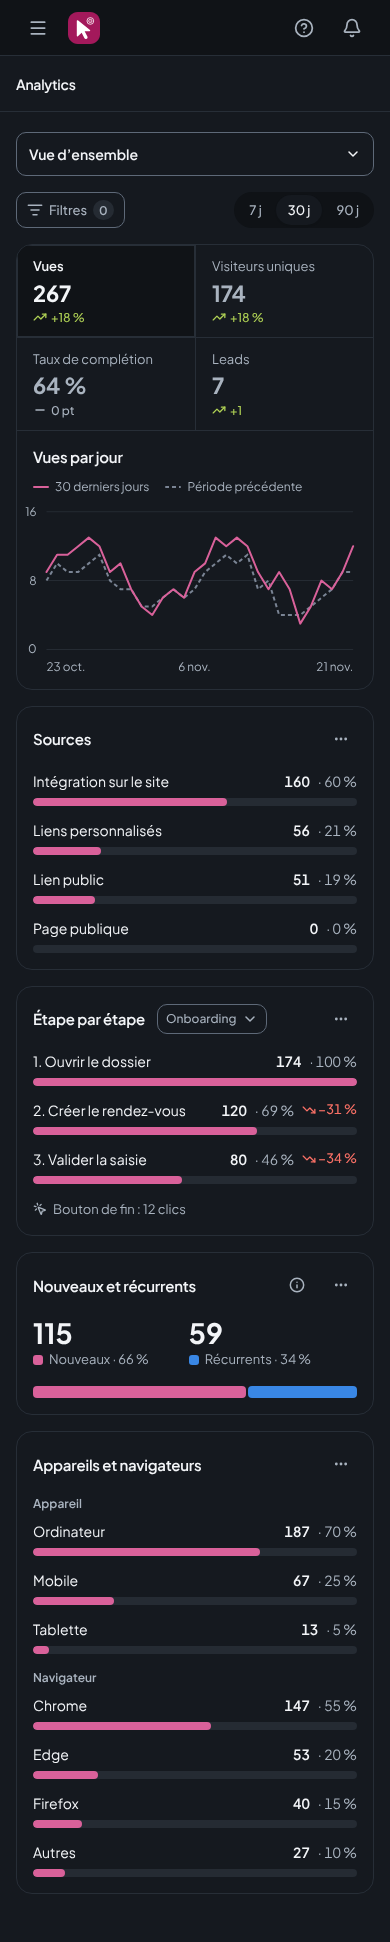 Analytics
Vue d’ensemble
Filtres 0 7 j 30 j 90 j
Vues Visiteurs uniques
267 174
+18 % +18 %
Taux de complétion Leads
64 % 7
0 pt +1
Vues par jour
30 derniers jours Période précédente
16
8
0
23 oct. 6 nov. 21 nov.
Sources
Intégration sur le site 160 · 60 %
Liens personnalisés 56 · 21 %
Lien public 51 · 19 %
Page publique 0 · 0 %
Étape par étape Onboarding
1. Ouvrir le dossier 174 · 100 %
2. Créer le rendez-vous 120 · 69 % −31 %
3. Valider la saisie 80 · 46 % −34 %
Bouton de fin : 12 clics
Nouveaux et récurrents
115 59
Nouveaux · 66 % Récurrents · 34 %
Appareils et navigateurs
Appareil
Ordinateur 187 · 70 %
Mobile 67 · 25 %
Tablette 13 · 5 %
Navigateur
Chrome 147 · 55 %
Edge 53 · 20 %
Firefox 40 · 15 %
Autres 27 · 10 %